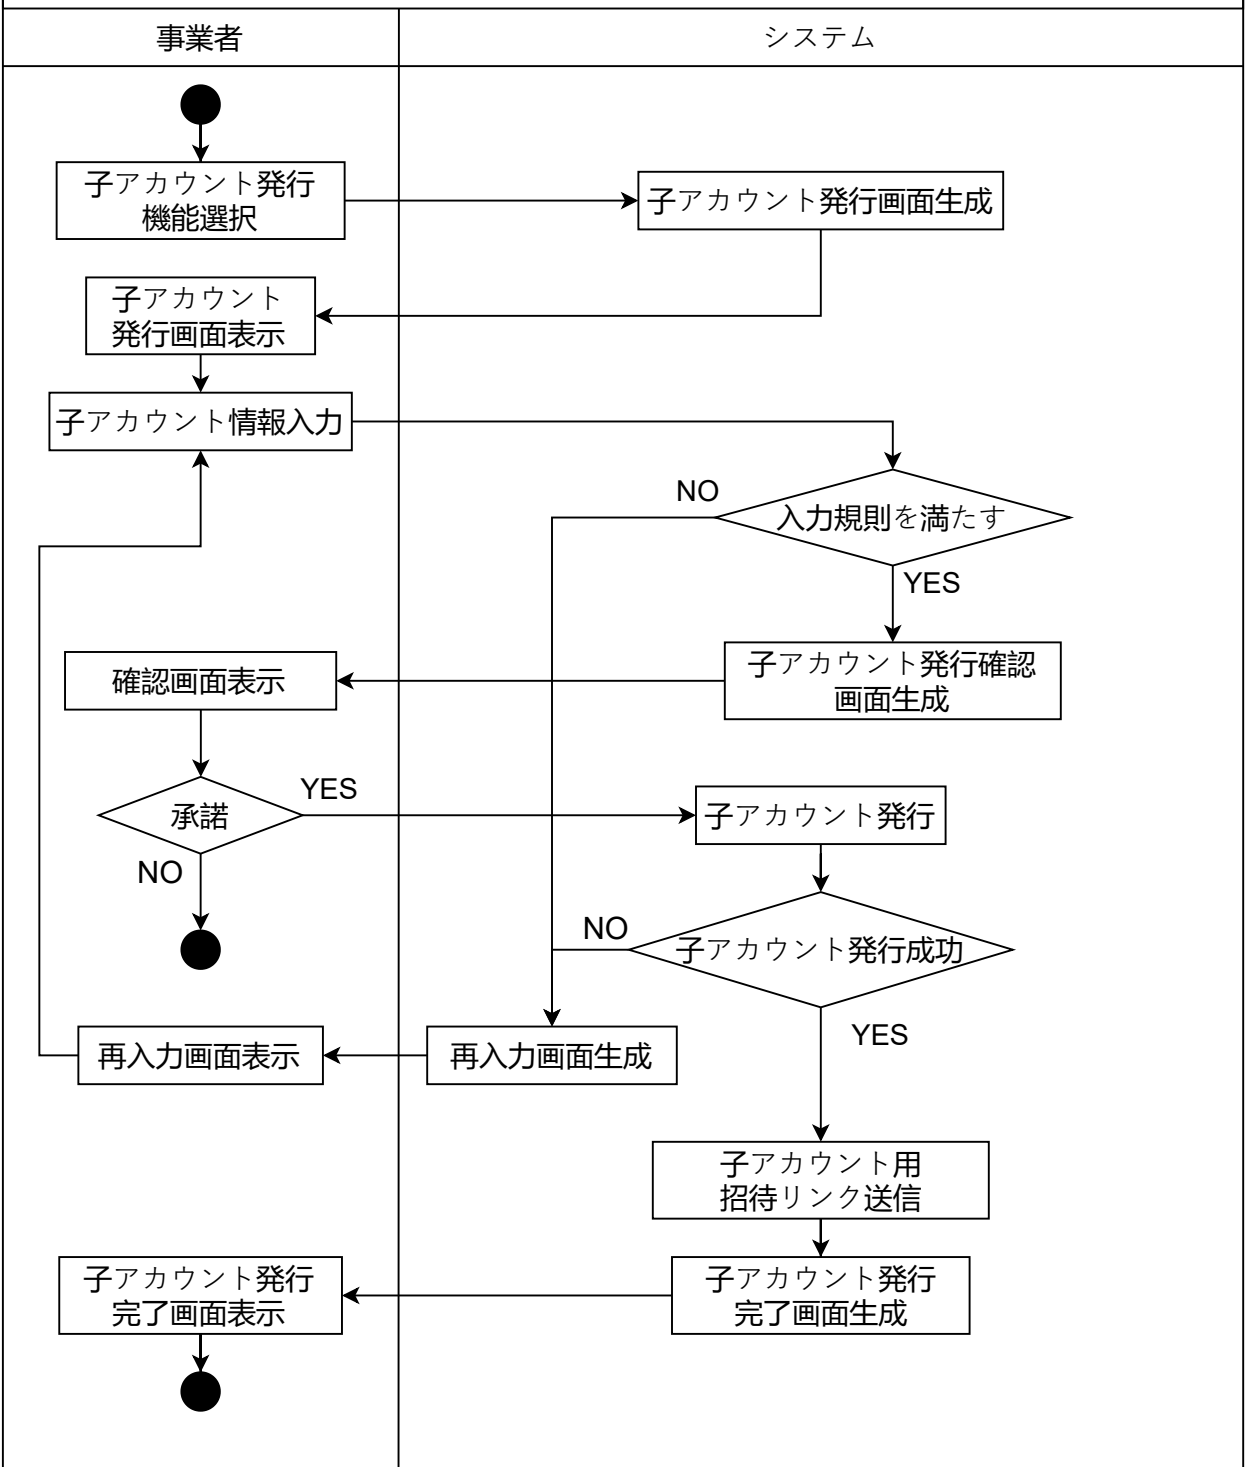 事業者
システム
子アカウント発行
機能選択
子アカウント発行画面生成
子アカウント
発行画面表示
子アカウント情報入力
NO
入力規則を満たす
YES
子アカウント発行確認
画面生成
確認画面表示
承諾
YES
NO
子アカウント発行
NO
子アカウント発行成功
YES
再入力画面表示
再入力画面生成
子アカウント用
招待リンク送信
子アカウント発行
完了画面表示
子アカウント発行
完了画面生成